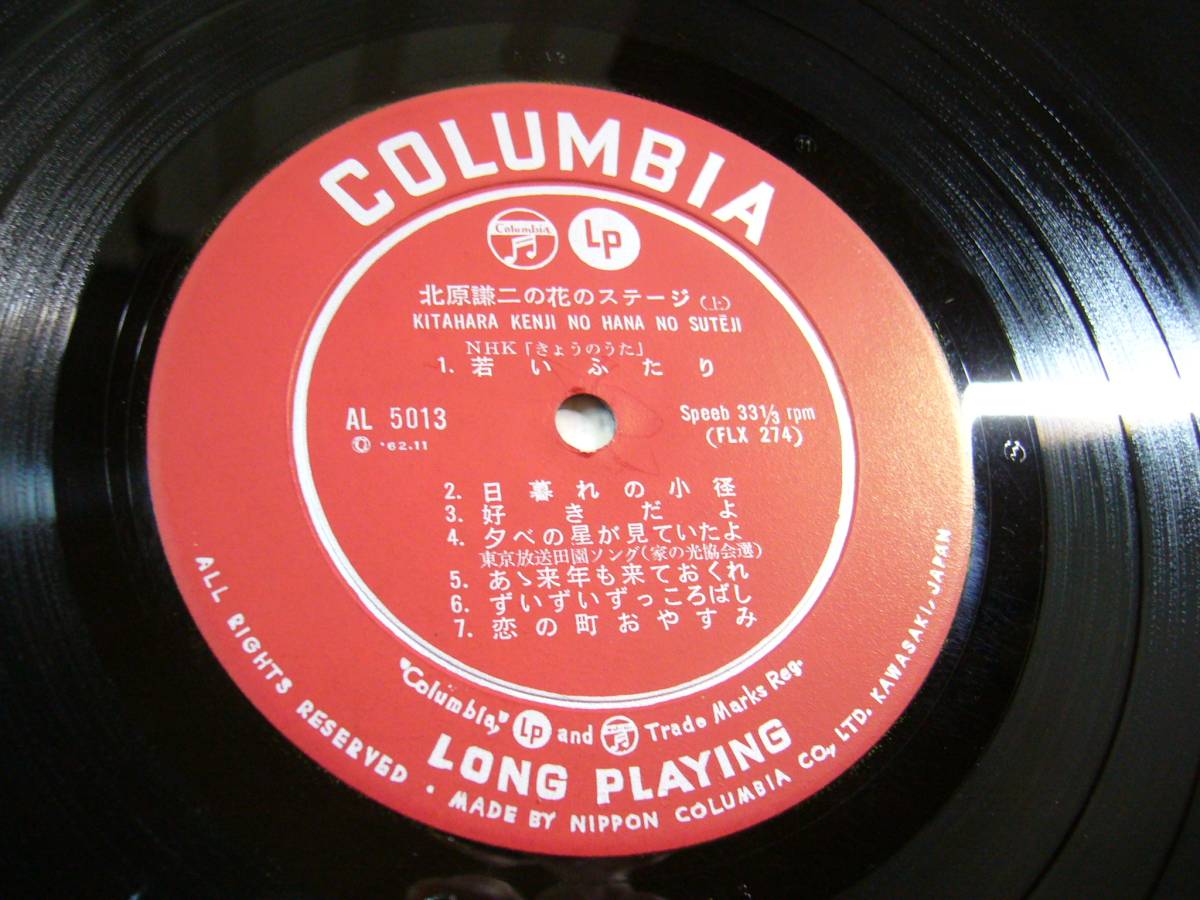 COLUMBIA
Columbia LP
北原謙二の花のステージ(上)
KITAHARA KENJI NO HANA NO SUTĒJI
NHK「きょうのうた」
1. 若いふたり
AL 5013
Speeb 33 1/3 rpm
'62.11
(FLX 274)
2. 日暮れの小径
3. 好きだよ
4. 夕べの星が見ていたよ
東京放送田園ソング(家の光協会選)
5. あゝ来年も来ておくれ
6. ずいずいずっころばし
7. 恋の町おやすみ
"Columbia," LP and Trade Marks Reg.
LONG PLAYING
ALL RIGHTS RESERVED • MADE BY NIPPON COLUMBIA CO., LTD. KAWASAKI, JAPAN